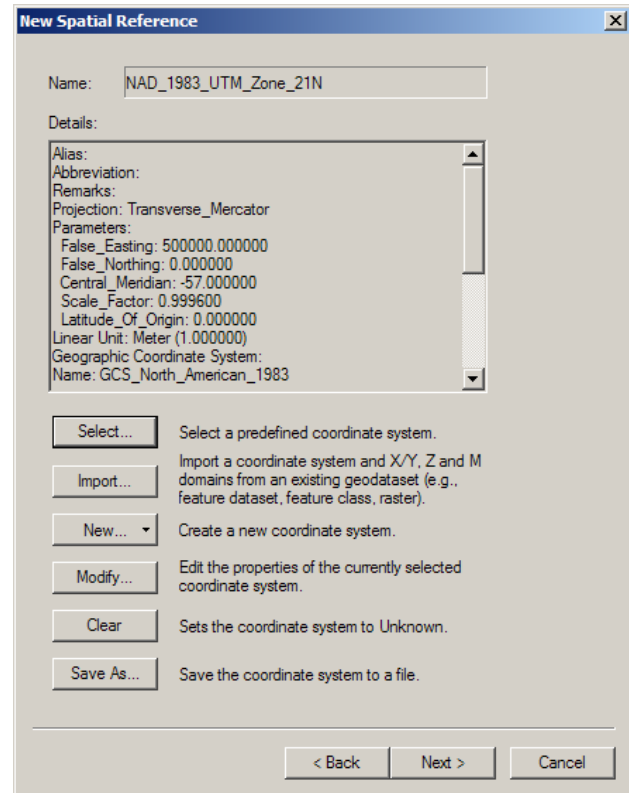 New Spatial Reference
Name: NAD_1983_UTM_Zone_21N
Details:
Alias:
Abbreviation:
Remarks:
Projection: Transverse_Mercator
Parameters:
False_Easting: 500000.000000
False_Northing: 0.000000
Central_Meridian: -57.000000
Scale_Factor: 0.999600
Latitude_Of_Origin: 0.000000
Linear Unit: Meter (1.000000)
Geographic Coordinate System:
Name: GCS_North_American_1983
Select... Select a predefined coordinate system.
Import... Import a coordinate system and X/Y, Z and M
domains from an existing geodataset (e.g.,
feature dataset, feature class, raster).
New... Create a new coordinate system.
Modify... Edit the properties of the currently selected
coordinate system.
Clear Sets the coordinate system to Unknown.
Save As... Save the coordinate system to a file.
< Back Next > Cancel